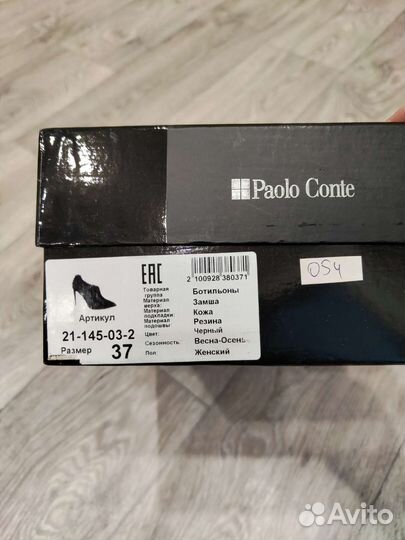 Paolo Conte
054
EAC
2 100928 380371
Товарная группа Ботильоны
Материал верха: Замша
Материал подкладки: Кожа
Материал подошвы: Резина
Цвет: Черный
Сезонность: Весна-Осень
Пол: Женский
Артикул
21-145-03-2
Размер 37
Avito